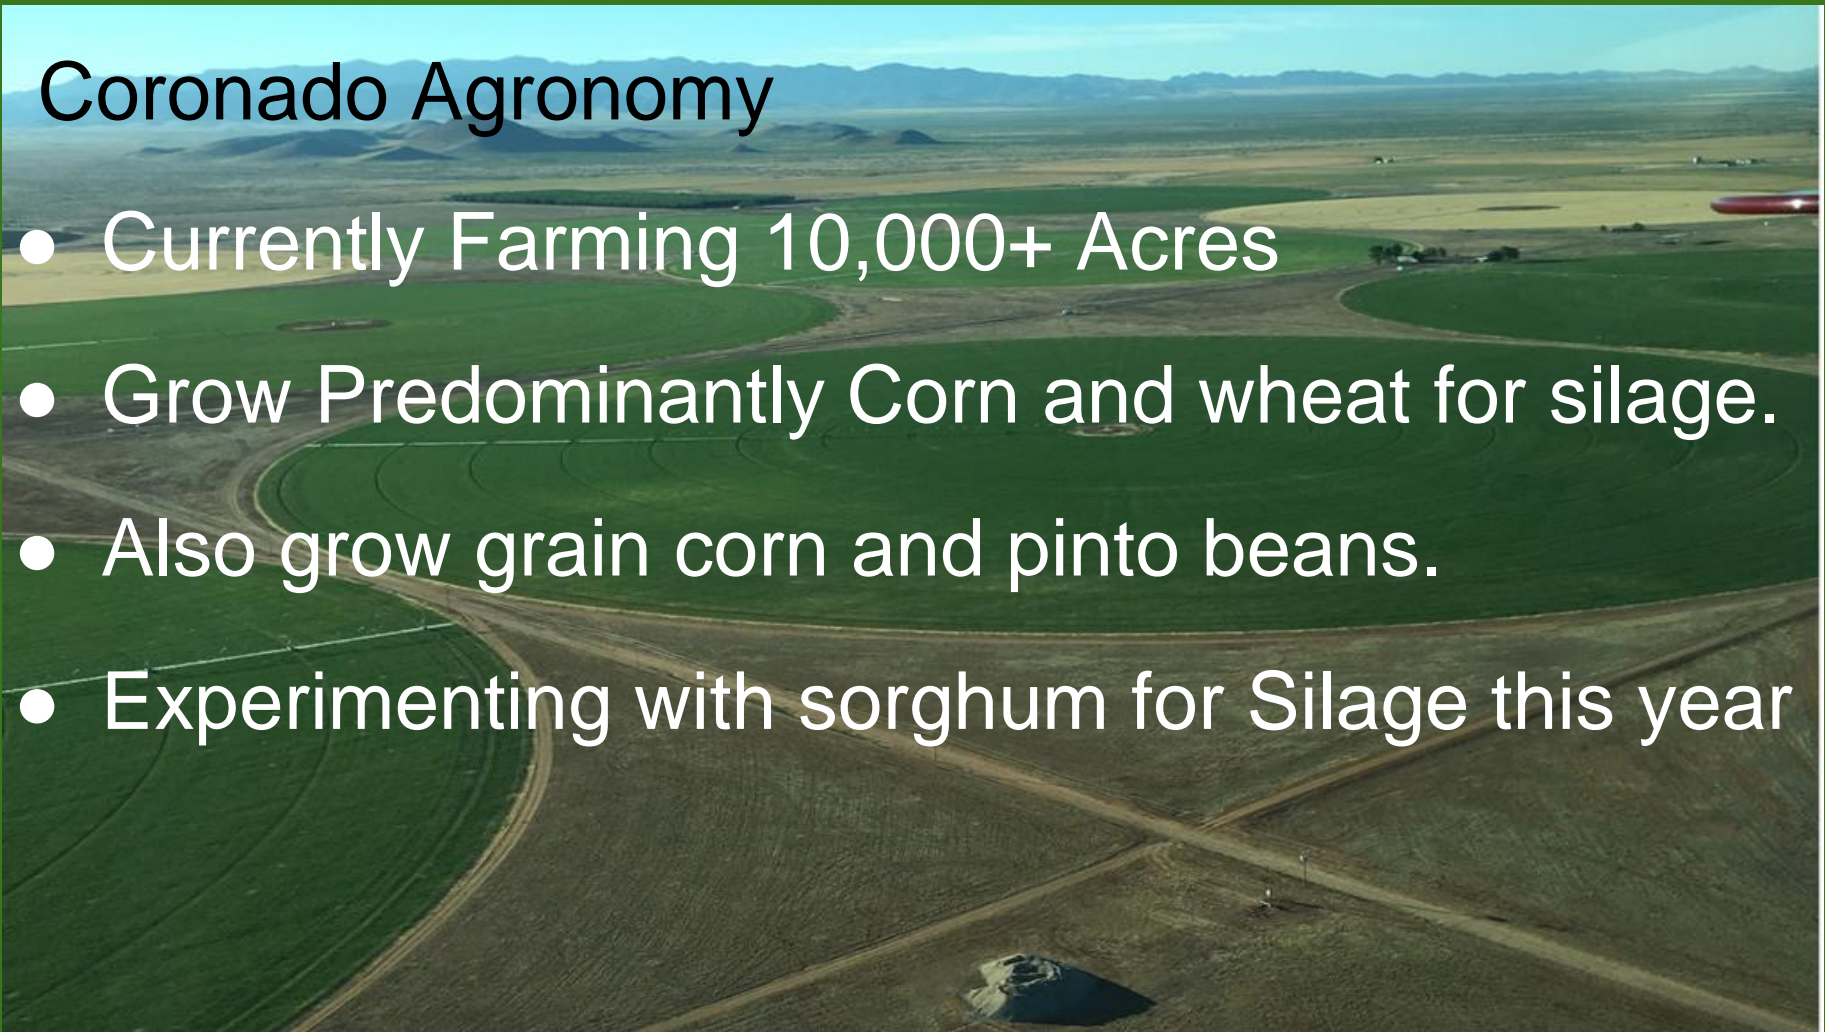 Coronado Agronomy
● Currently Farming 10,000+ Acres
● Grow Predominantly Corn and wheat for silage.
● Also grow grain corn and pinto beans.
● Experimenting with sorghum for Silage this year